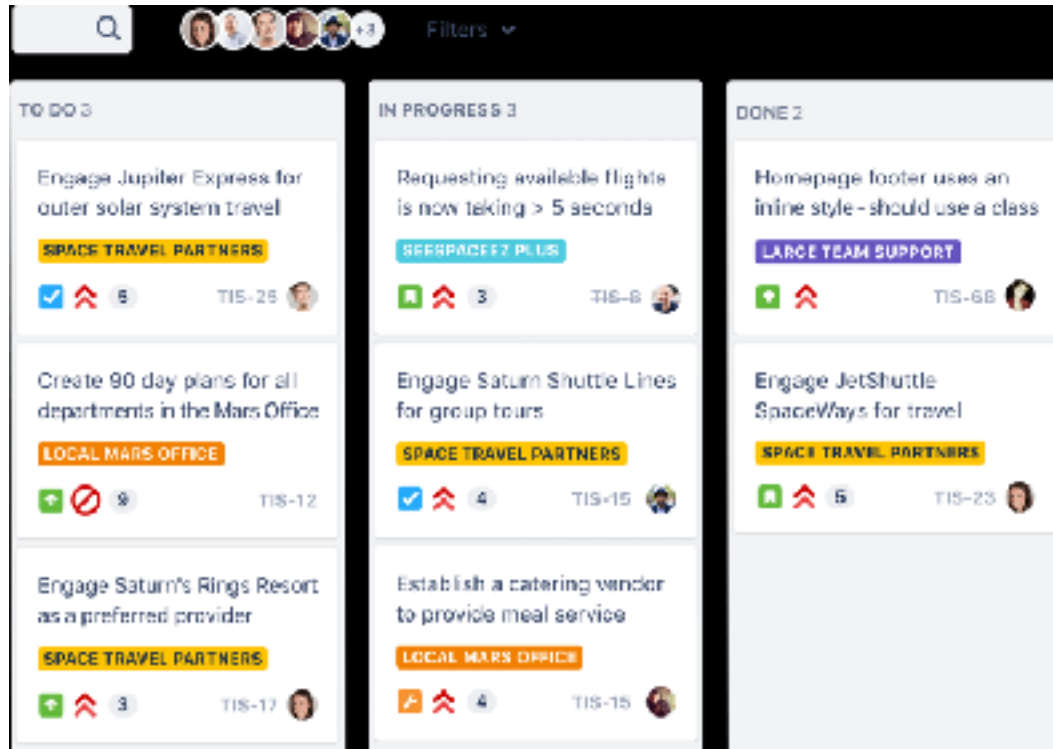 +3
Filters
TO DO 3
Engage Jupiter Express for
outer solar system travel
SPACE TRAVEL PARTNERS
5
TIS-25
Create 90 day plans for all
departments in the Mars Office
LOCAL MARS OFFICE
9
TIS-12
Engage Saturn's Rings Resort
as a preferred provider
SPACE TRAVEL PARTNERS
3
TIS-17
IN PROGRESS 3
Requesting available flights
is now taking > 5 seconds
SEESPACEEZ PLUS
3
TIS-8
Engage Saturn Shuttle Lines
for group tours
SPACE TRAVEL PARTNERS
4
TIS-15
Establish a catering vendor
to provide meal service
LOCAL MARS OFFICE
4
TIS-15
DONE 2
Homepage footer uses an
inline style - should use a class
LARGE TEAM SUPPORT
TIS-68
Engage JetShuttle
SpaceWays for travel
SPACE TRAVEL PARTNERS
5
TIS-23